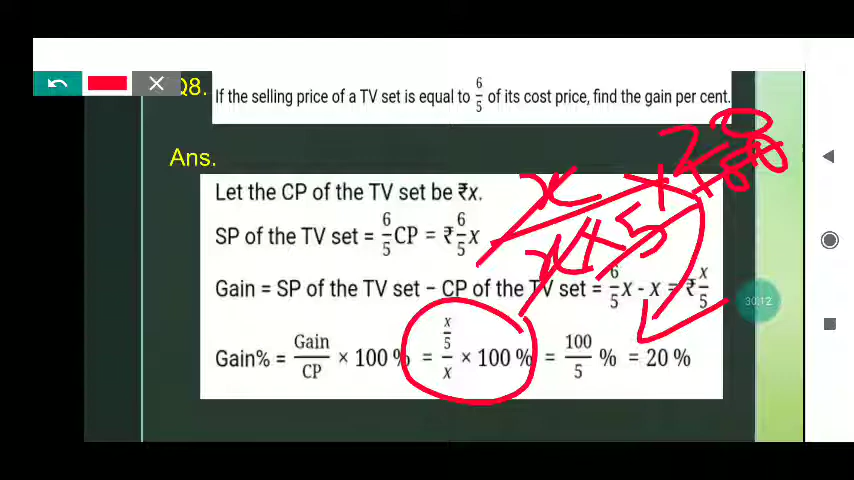 Q8. If the selling price of a TV set is equal to 6/5 of its cost price, find the gain per cent.
Ans.
Let the CP of the TV set be ₹x.
SP of the TV set = 6/5 CP = ₹ 6/5 x
Gain = SP of the TV set − CP of the TV set = 6/5 x - x = ₹ x/5
Gain% = Gain/CP × 100 % = (x/5)/x × 100 % = 100/5 % = 20 %
x
x × 5
30:12